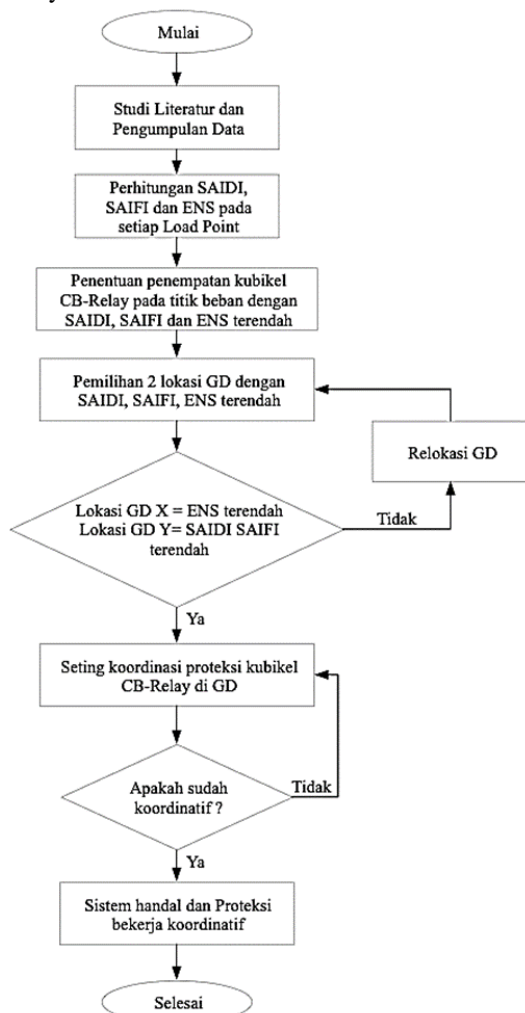 Mulai
Studi Literatur dan
Pengumpulan Data
Perhitungan SAIDI,
SAIFI dan ENS pada
setiap Load Point
Penentuan penempatan kubikel
CB-Relay pada titik beban dengan
SAIDI, SAIFI dan ENS terendah
Pemilihan 2 lokasi GD dengan
SAIDI, SAIFI, ENS terendah
Relokasi GD
Lokasi GD X = ENS terendah
Lokasi GD Y= SAIDI SAIFI
terendah
Tidak
Ya
Seting koordinasi proteksi kubikel
CB-Relay di GD
Apakah sudah
koordinatif ?
Tidak
Ya
Sistem handal dan Proteksi
bekerja koordinatif
Selesai